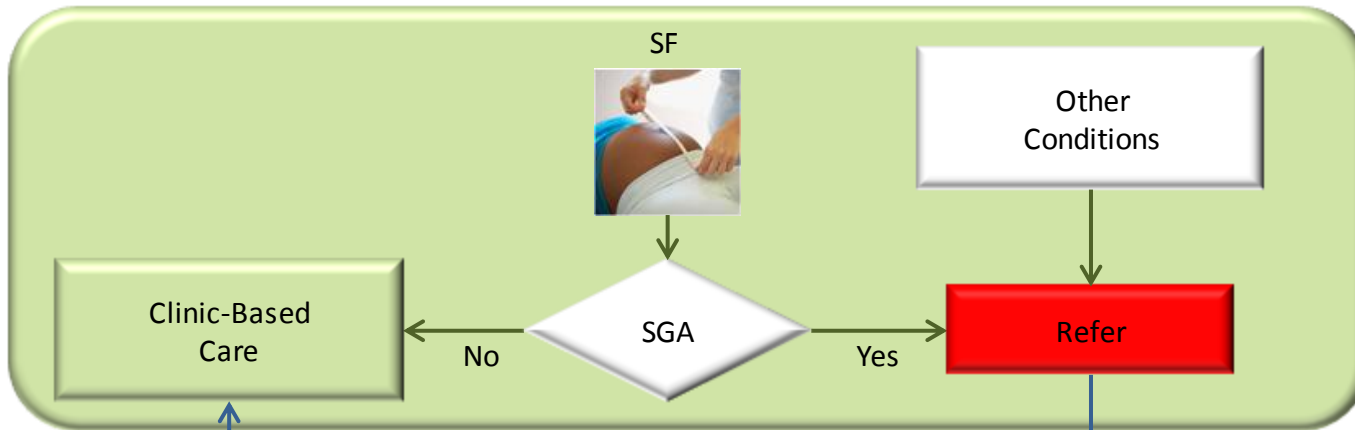 SF
Other
Conditions
Clinic-Based
Care
No
SGA
Yes
Refer